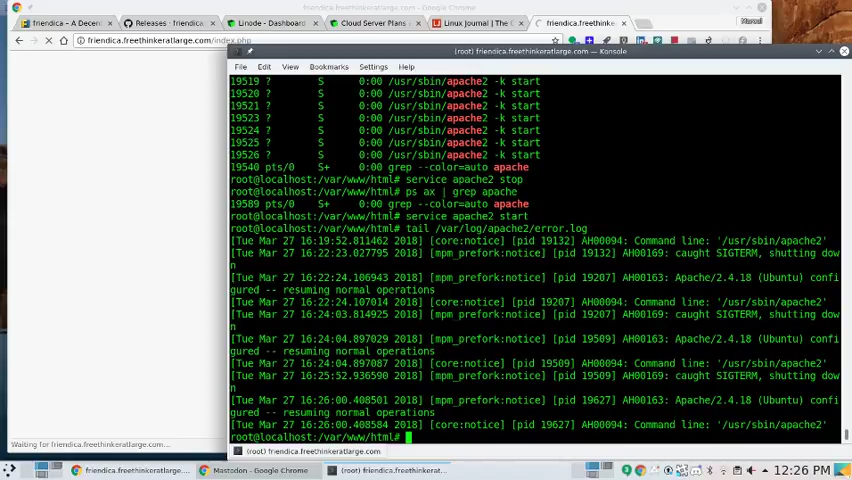 - Google Chrome
friendica – A Decen
Releases · friendica
Linode - Dashboard
Cloud Server Plans
Linux Journal | The C
friendica.freethinke
Manuel
friendica.freethinkeratlarge.com/index.php
(root) friendica.freethinkeratlarge.com — Konsole
File Edit View Bookmarks Settings Help
19519 ? S 0:00 /usr/sbin/apache2 -k start
19520 ? S 0:00 /usr/sbin/apache2 -k start
19521 ? S 0:00 /usr/sbin/apache2 -k start
19523 ? S 0:00 /usr/sbin/apache2 -k start
19524 ? S 0:00 /usr/sbin/apache2 -k start
19525 ? S 0:00 /usr/sbin/apache2 -k start
19526 ? S 0:00 /usr/sbin/apache2 -k start
19540 pts/0 S+ 0:00 grep --color=auto apache
root@localhost:/var/www/html# service apache2 stop
root@localhost:/var/www/html# ps ax | grep apache
19589 pts/0 S+ 0:00 grep --color=auto apache
root@localhost:/var/www/html# service apache2 start
root@localhost:/var/www/html# tail /var/log/apache2/error.log
[Tue Mar 27 16:19:52.811462 2018] [core:notice] [pid 19132] AH00094: Command line: '/usr/sbin/apache2'
[Tue Mar 27 16:22:23.027795 2018] [mpm_prefork:notice] [pid 19132] AH00169: caught SIGTERM, shutting dow
n
[Tue Mar 27 16:22:24.106943 2018] [mpm_prefork:notice] [pid 19207] AH00163: Apache/2.4.18 (Ubuntu) confi
gured -- resuming normal operations
[Tue Mar 27 16:22:24.107014 2018] [core:notice] [pid 19207] AH00094: Command line: '/usr/sbin/apache2'
[Tue Mar 27 16:24:03.814925 2018] [mpm_prefork:notice] [pid 19207] AH00169: caught SIGTERM, shutting dow
n
[Tue Mar 27 16:24:04.897029 2018] [mpm_prefork:notice] [pid 19509] AH00163: Apache/2.4.18 (Ubuntu) confi
gured -- resuming normal operations
[Tue Mar 27 16:24:04.897087 2018] [core:notice] [pid 19509] AH00094: Command line: '/usr/sbin/apache2'
[Tue Mar 27 16:25:52.936590 2018] [mpm_prefork:notice] [pid 19509] AH00169: caught SIGTERM, shutting dow
n
[Tue Mar 27 16:26:00.408501 2018] [mpm_prefork:notice] [pid 19627] AH00163: Apache/2.4.18 (Ubuntu) confi
gured -- resuming normal operations
[Tue Mar 27 16:26:00.408584 2018] [core:notice] [pid 19627] AH00094: Command line: '/usr/sbin/apache2'
root@localhost:/var/www/html#
Waiting for friendica.freethinkeratlarge.com...
(root) friendica.freethinkeratlarge.com
friendica.freethinkeratlarge.com...
Mastodon - Google Chrome
(root) friendica.freethinkerat...
12:26 PM